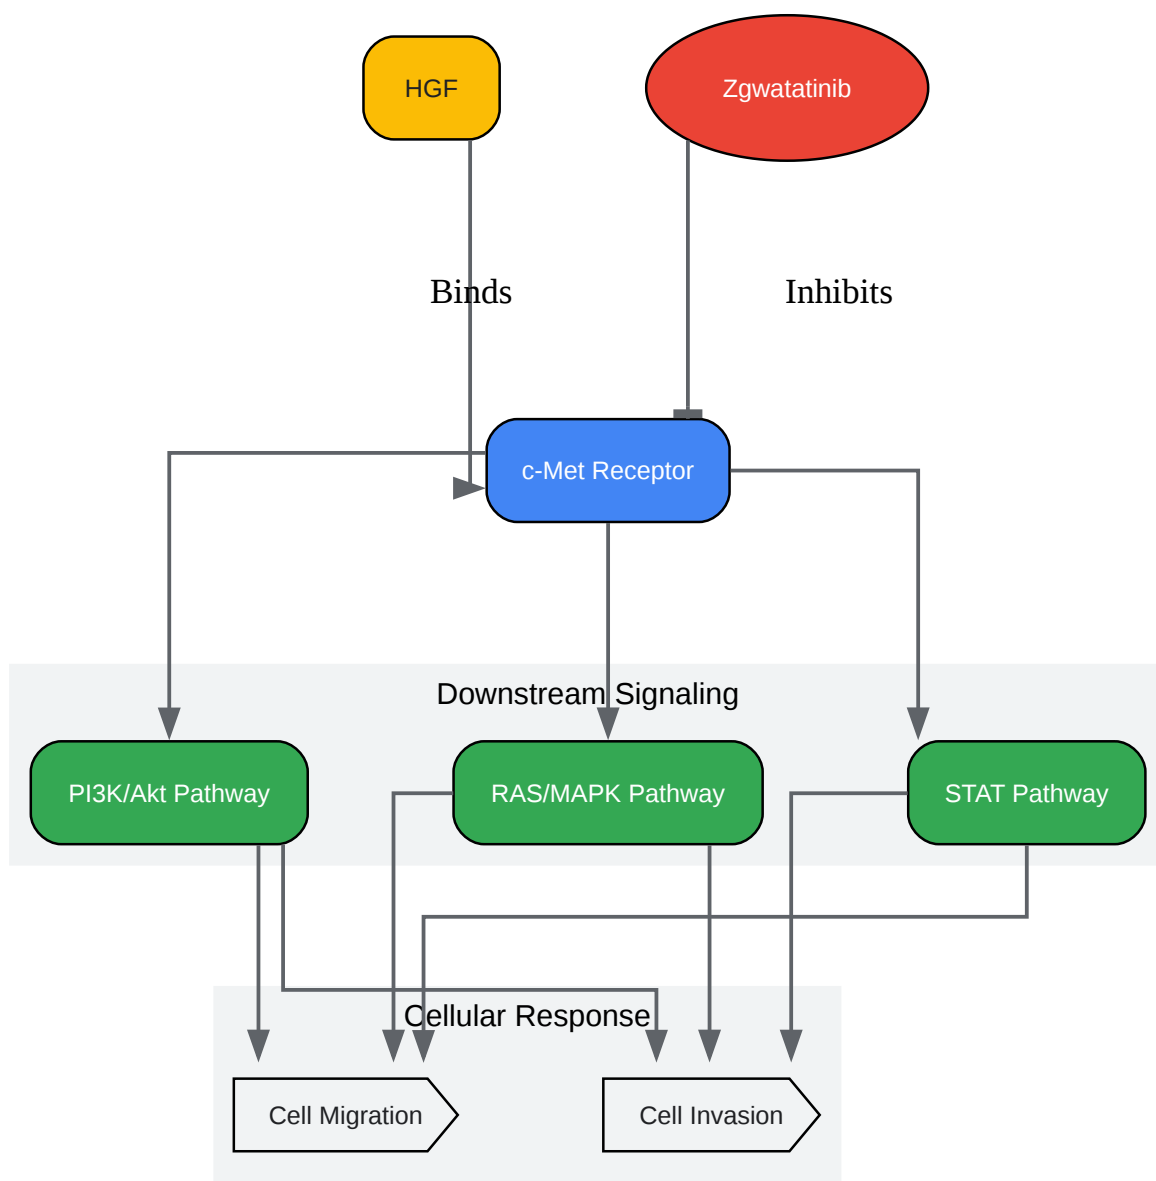 HGF
Zgwatatinib
Binds
Inhibits
c-Met Receptor
Downstream Signaling
PI3K/Akt Pathway
RAS/MAPK Pathway
STAT Pathway
Cellular Response
Cell Migration
Cell Invasion